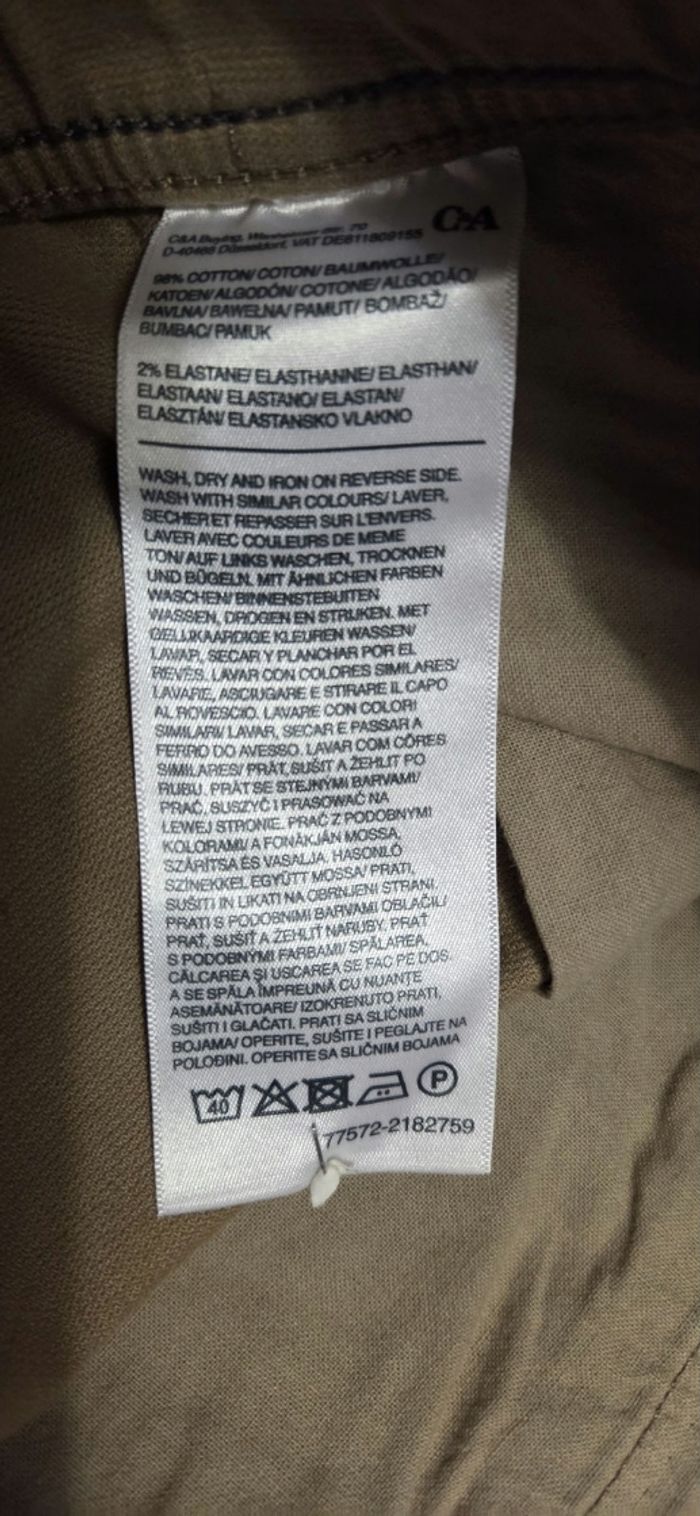 C&A
C&A Buying, Wanheimer Str. 70
D-40468 Düsseldorf, VAT DE811809155
98% COTTON/ COTON/ BAUMWOLLE/
KATOEN/ ALGODÓN/ COTONE/ ALGODÃO/
BAVLNA/ BAWEŁNA/ PAMUT/ BOMBAŽ/
BUMBAC/ PAMUK
2% ELASTANE/ ELASTHANNE/ ELASTHAN/
ELASTAAN/ ELASTANO/ ELASTAN/
ELASZTÁN/ ELASTANSKO VLAKNO
WASH, DRY AND IRON ON REVERSE SIDE.
WASH WITH SIMILAR COLOURS/ LAVER,
SECHER ET REPASSER SUR L'ENVERS.
LAVER AVEC COULEURS DE MEME
TON/ AUF LINKS WASCHEN, TROCKNEN
UND BÜGELN. MIT ÄHNLICHEN FARBEN
WASCHEN/ BINNENSTEBUITEN
WASSEN, DROGEN EN STRIJKEN. MET
GELIJKAARDIGE KLEUREN WASSEN/
LAVAR, SECAR Y PLANCHAR POR EL
REVES. LAVAR CON COLORES SIMILARES/
LAVARE, ASCIUGARE E STIRARE IL CAPO
AL ROVESCIO. LAVARE CON COLORI
SIMILARI/ LAVAR, SECAR E PASSAR A
FERRO DO AVESSO. LAVAR COM CÔRES
SIMILARES/ PRÁT, SUŠIT A ŽEHLIT PO
RUBU. PRÁT SE STEJNÝMI BARVAMI/
PRAĆ, SUSZYĆ I PRASOWAĆ NA
LEWEJ STRONIE. PRAĆ Z PODOBNYMI
KOLORAMI/ A FONÁKJÁN MOSSA,
SZÁRÍTSA ÉS VASALJA. HASONLÓ
SZÍNEKKEL EGYÜTT MOSSA/ PRATI,
SUŠITI IN LIKATI NA OBRNJENI STRANI.
PRATI S PODOBNIMI BARVAMI OBLAČIL/
PRAŤ, SUŠIŤ A ŽEHLIŤ NARUBY. PRAŤ
S PODOBNÝMI FARBAMI/ SPĂLAREA,
CĂLCAREA ŞI USCAREA SE FAC PE DOS.
A SE SPĂLA ÎMPREUNĂ CU NUANŢE
ASEMĂNĂTOARE/ IZOKRENUTO PRATI,
SUŠITI I GLAČATI. PRATI SA SLIČNIM
BOJAMA/ OPERITE, SUŠITE I PEGLAJTE NA
POLOĐINI. OPERITE SA SLIČNIM BOJAMA
40 P
77572-2182759